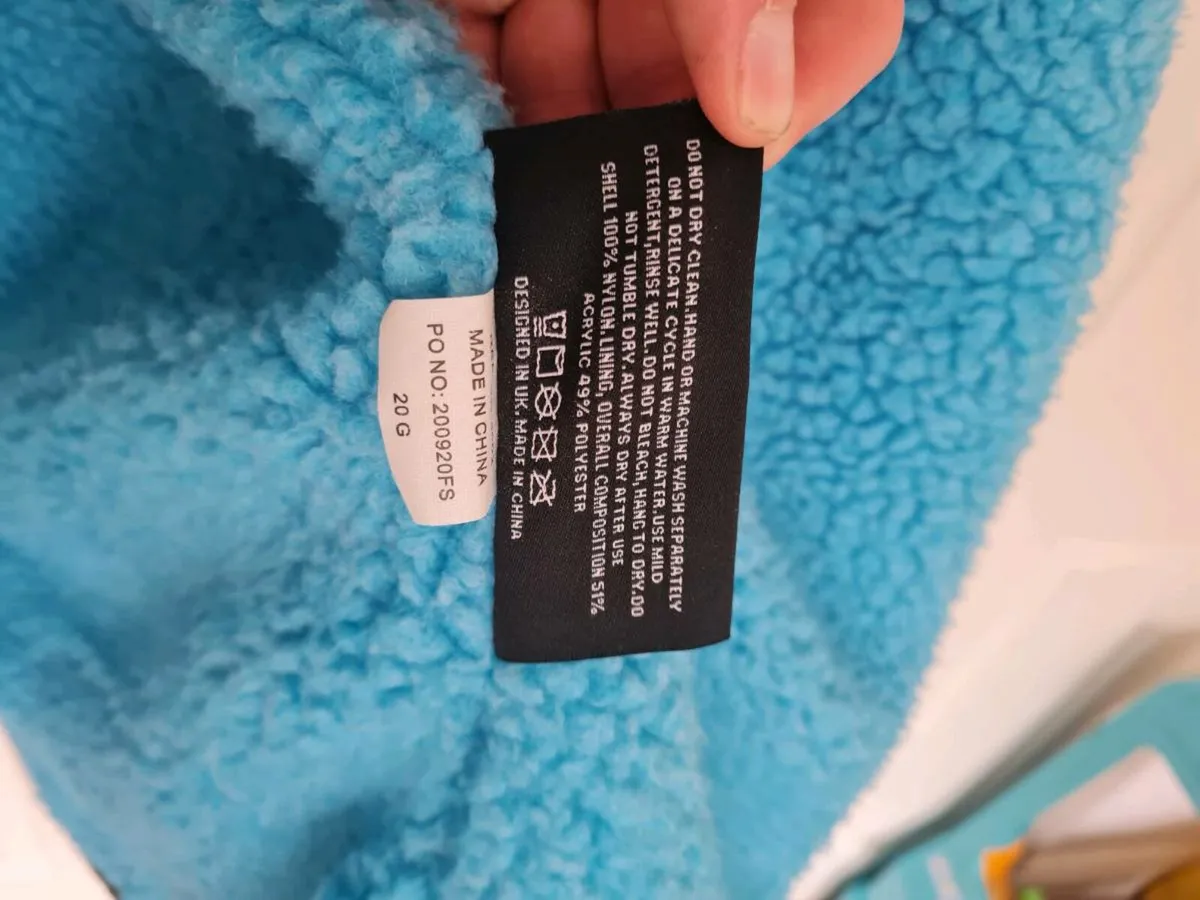 DO NOT DRY CLEAN.HAND OR MACHINE WASH SEPARATELY
ON A DELICATE CYCLE IN WARM WATER.USE MILD
DETERGENT,RINSE WELL.DO NOT BLEACH,HANG TO DRY.DO
NOT TUMBLE DRY.ALWAYS DRY AFTER USE
SHELL 100% NYLON.LINING, OVERALL COMPOSITION 51%
ACRYLIC 49% POLYESTER
DESIGNED IN UK. MADE IN CHINA
MADE IN CHINA
PO NO: 200920FS
20 G